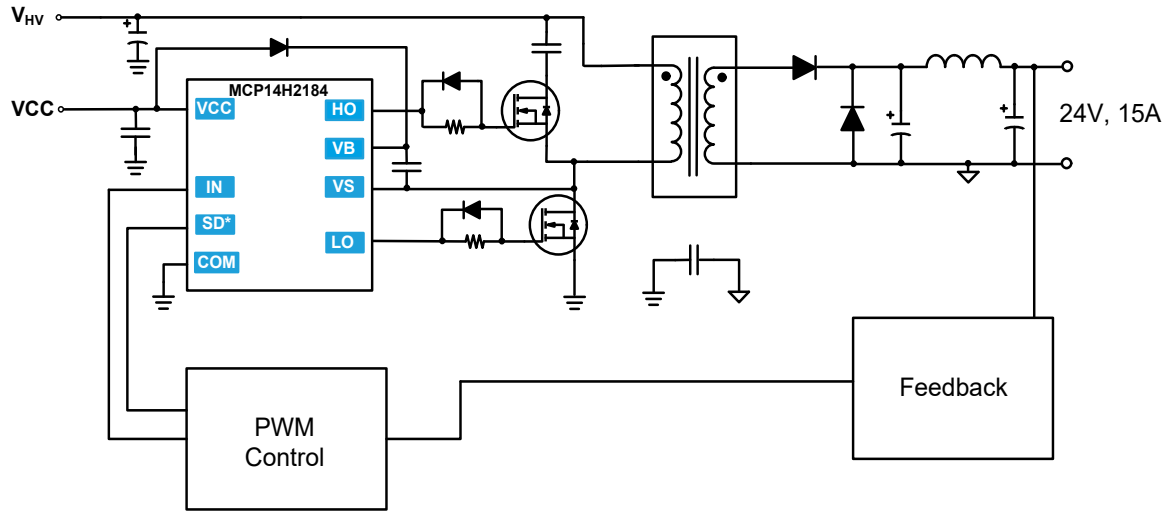 VHV
VCC
MCP14H2184
VCC
HO
VB
IN
VS
SD*
LO
COM
24V, 15A
+
+
+
PWM
Control
Feedback